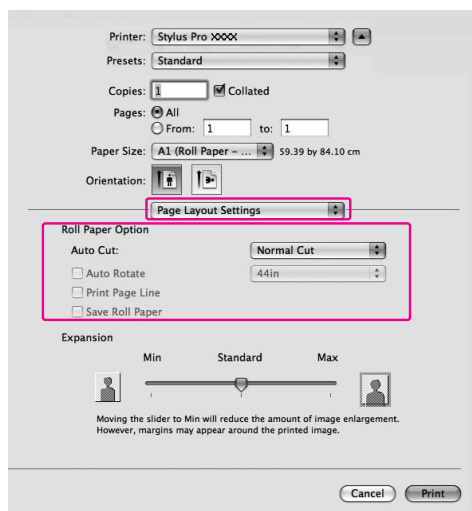 Printer: Stylus Pro XXXX
Presets: Standard
Copies: 1 Collated
Pages: All
From: 1 to: 1
Paper Size: A1 (Roll Paper – ... 59.39 by 84.10 cm
Orientation:
Page Layout Settings
Roll Paper Option
Auto Cut: Normal Cut
Auto Rotate 44in
Print Page Line
Save Roll Paper
Expansion
Min Standard Max
Moving the slider to Min will reduce the amount of image enlargement.
However, margins may appear around the printed image.
Cancel Print